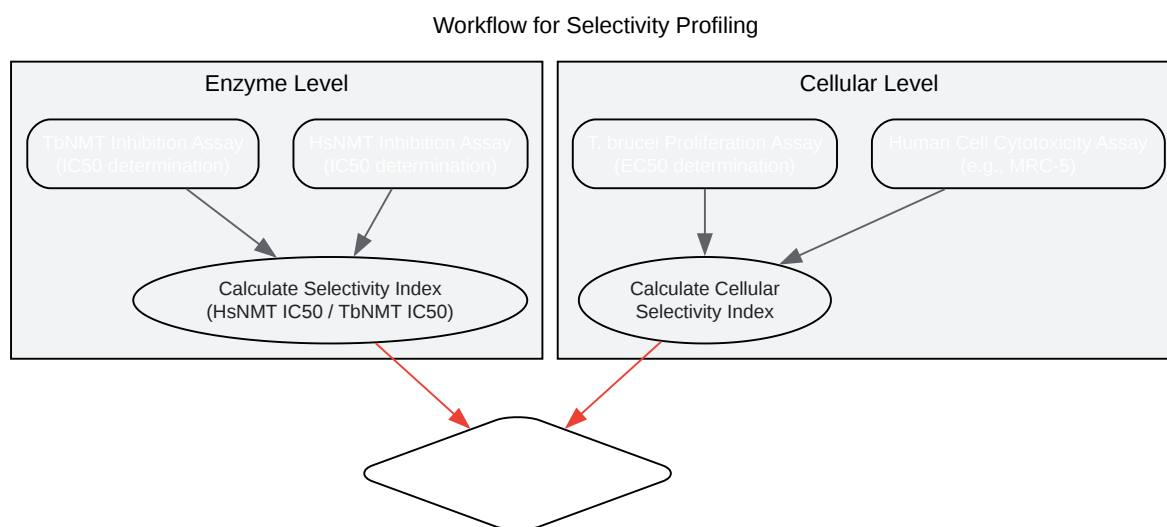 Workflow for Selectivity Profiling
Enzyme Level
Cellular Level
TbNMT Inhibition Assay
(IC50 determination)
HsNMT Inhibition Assay
(IC50 determination)
T. brucei Proliferation Assay
(EC50 determination)
Human Cell Cytotoxicity Assay
(e.g., MRC-5)
Calculate Selectivity Index
(HsNMT IC50 / TbNMT IC50)
Calculate Cellular
Selectivity Index